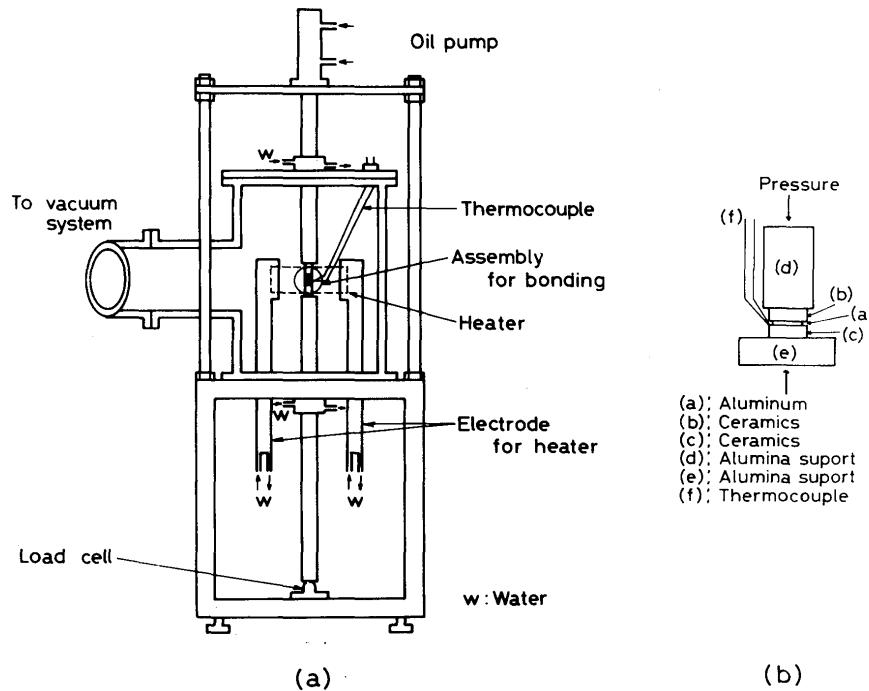 Oil pump
W
To vacuum
system
Thermocouple
Assembly
for bonding
Heater
W
Electrode
for heater
W
W
Load cell
w : Water
(a)
Pressure
(f)
(d)
(b)
(a
(c)
(e)
(a); Aluminum
(b); Ceramics
(c); Ceramics
(d); Alumina suport
(e); Alumina suport
(f); Thermocouple
(b)